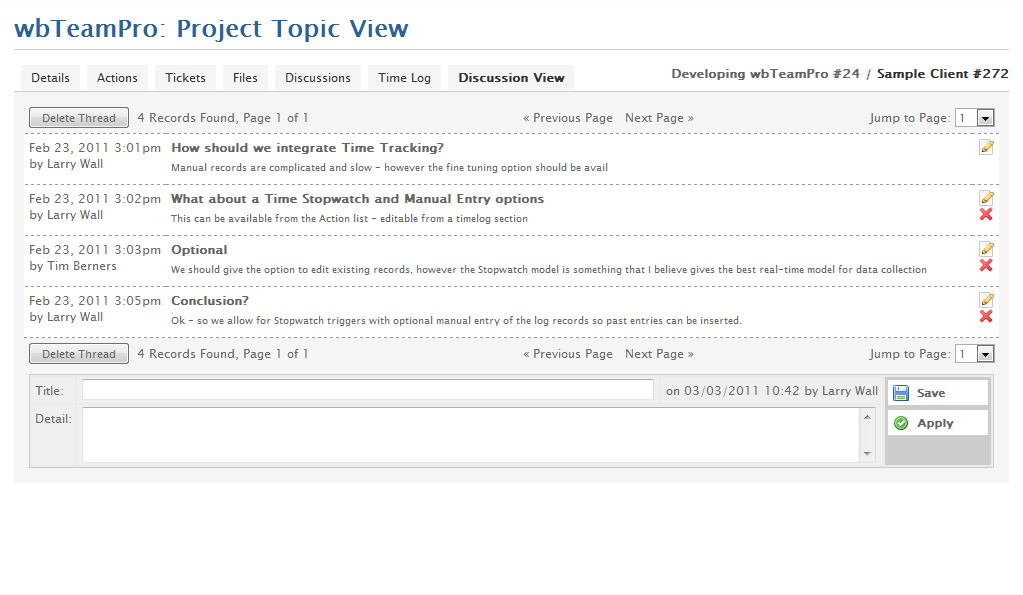 wbTeamPro: Project Topic View
Details Actions Tickets Files Discussions Time Log Discussion View Developing wbTeamPro #24 / Sample Client #272
Delete Thread 4 Records Found, Page 1 of 1 « Previous Page Next Page » Jump to Page: 1
Feb 23, 2011 3:01pm How should we integrate Time Tracking?
by Larry Wall Manual records are complicated and slow - however the fine tuning option should be avail
Feb 23, 2011 3:02pm What about a Time Stopwatch and Manual Entry options
by Larry Wall This can be available from the Action list - editable from a timelog section
Feb 23, 2011 3:03pm Optional
by Tim Berners We should give the option to edit existing records, however the Stopwatch model is something that I believe gives the best real-time model for data collection
Feb 23, 2011 3:05pm Conclusion?
by Larry Wall Ok - so we allow for Stopwatch triggers with optional manual entry of the log records so past entries can be inserted.
Delete Thread 4 Records Found, Page 1 of 1 « Previous Page Next Page » Jump to Page: 1
Title: on 03/03/2011 10:42 by Larry Wall Save
Detail: Apply